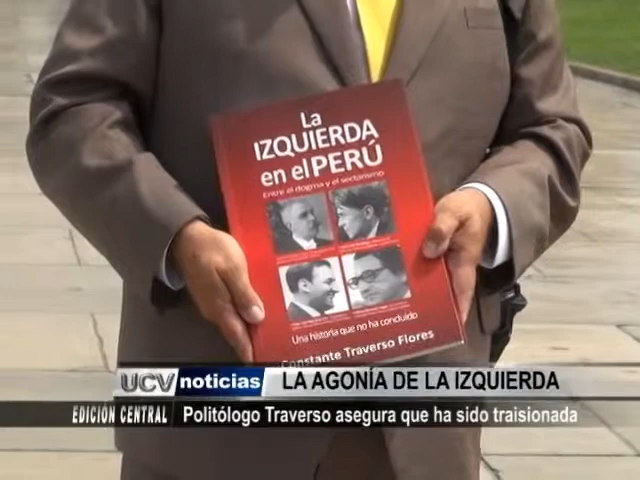 La
IZQUIERDA
en el PERÚ
Entre el dogma y el sectarismo
Una historia que no ha concluido
Constante Traverso Flores
UCV noticias LA AGONÍA DE LA IZQUIERDA
EDICIÓN CENTRAL Politólogo Traverso asegura que ha sido traisionada